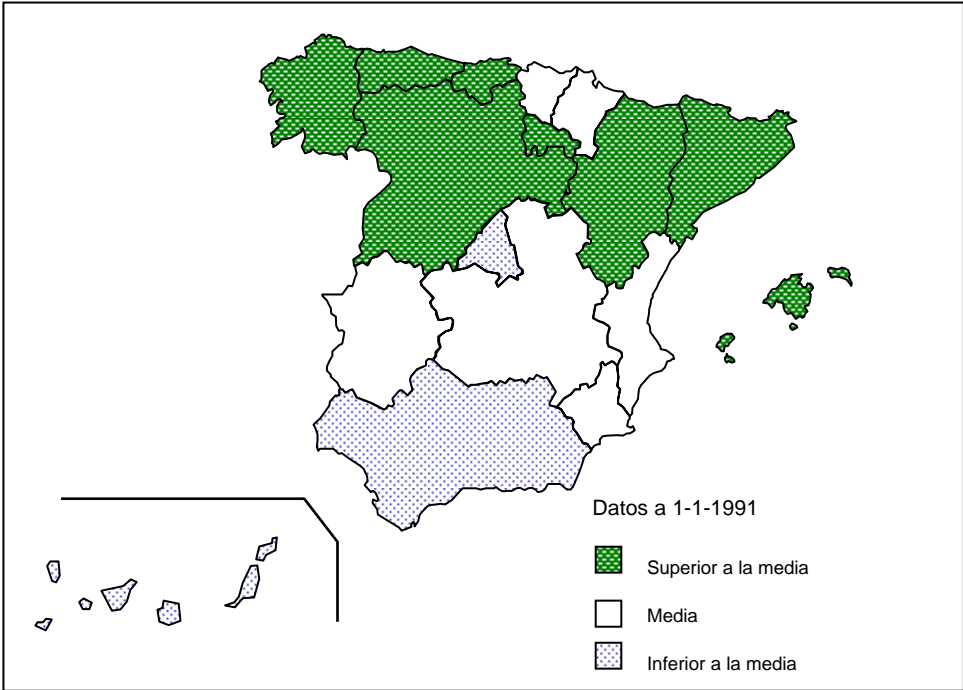 Datos a 1-1-1991
Superior a la media
Media
Inferior a la media